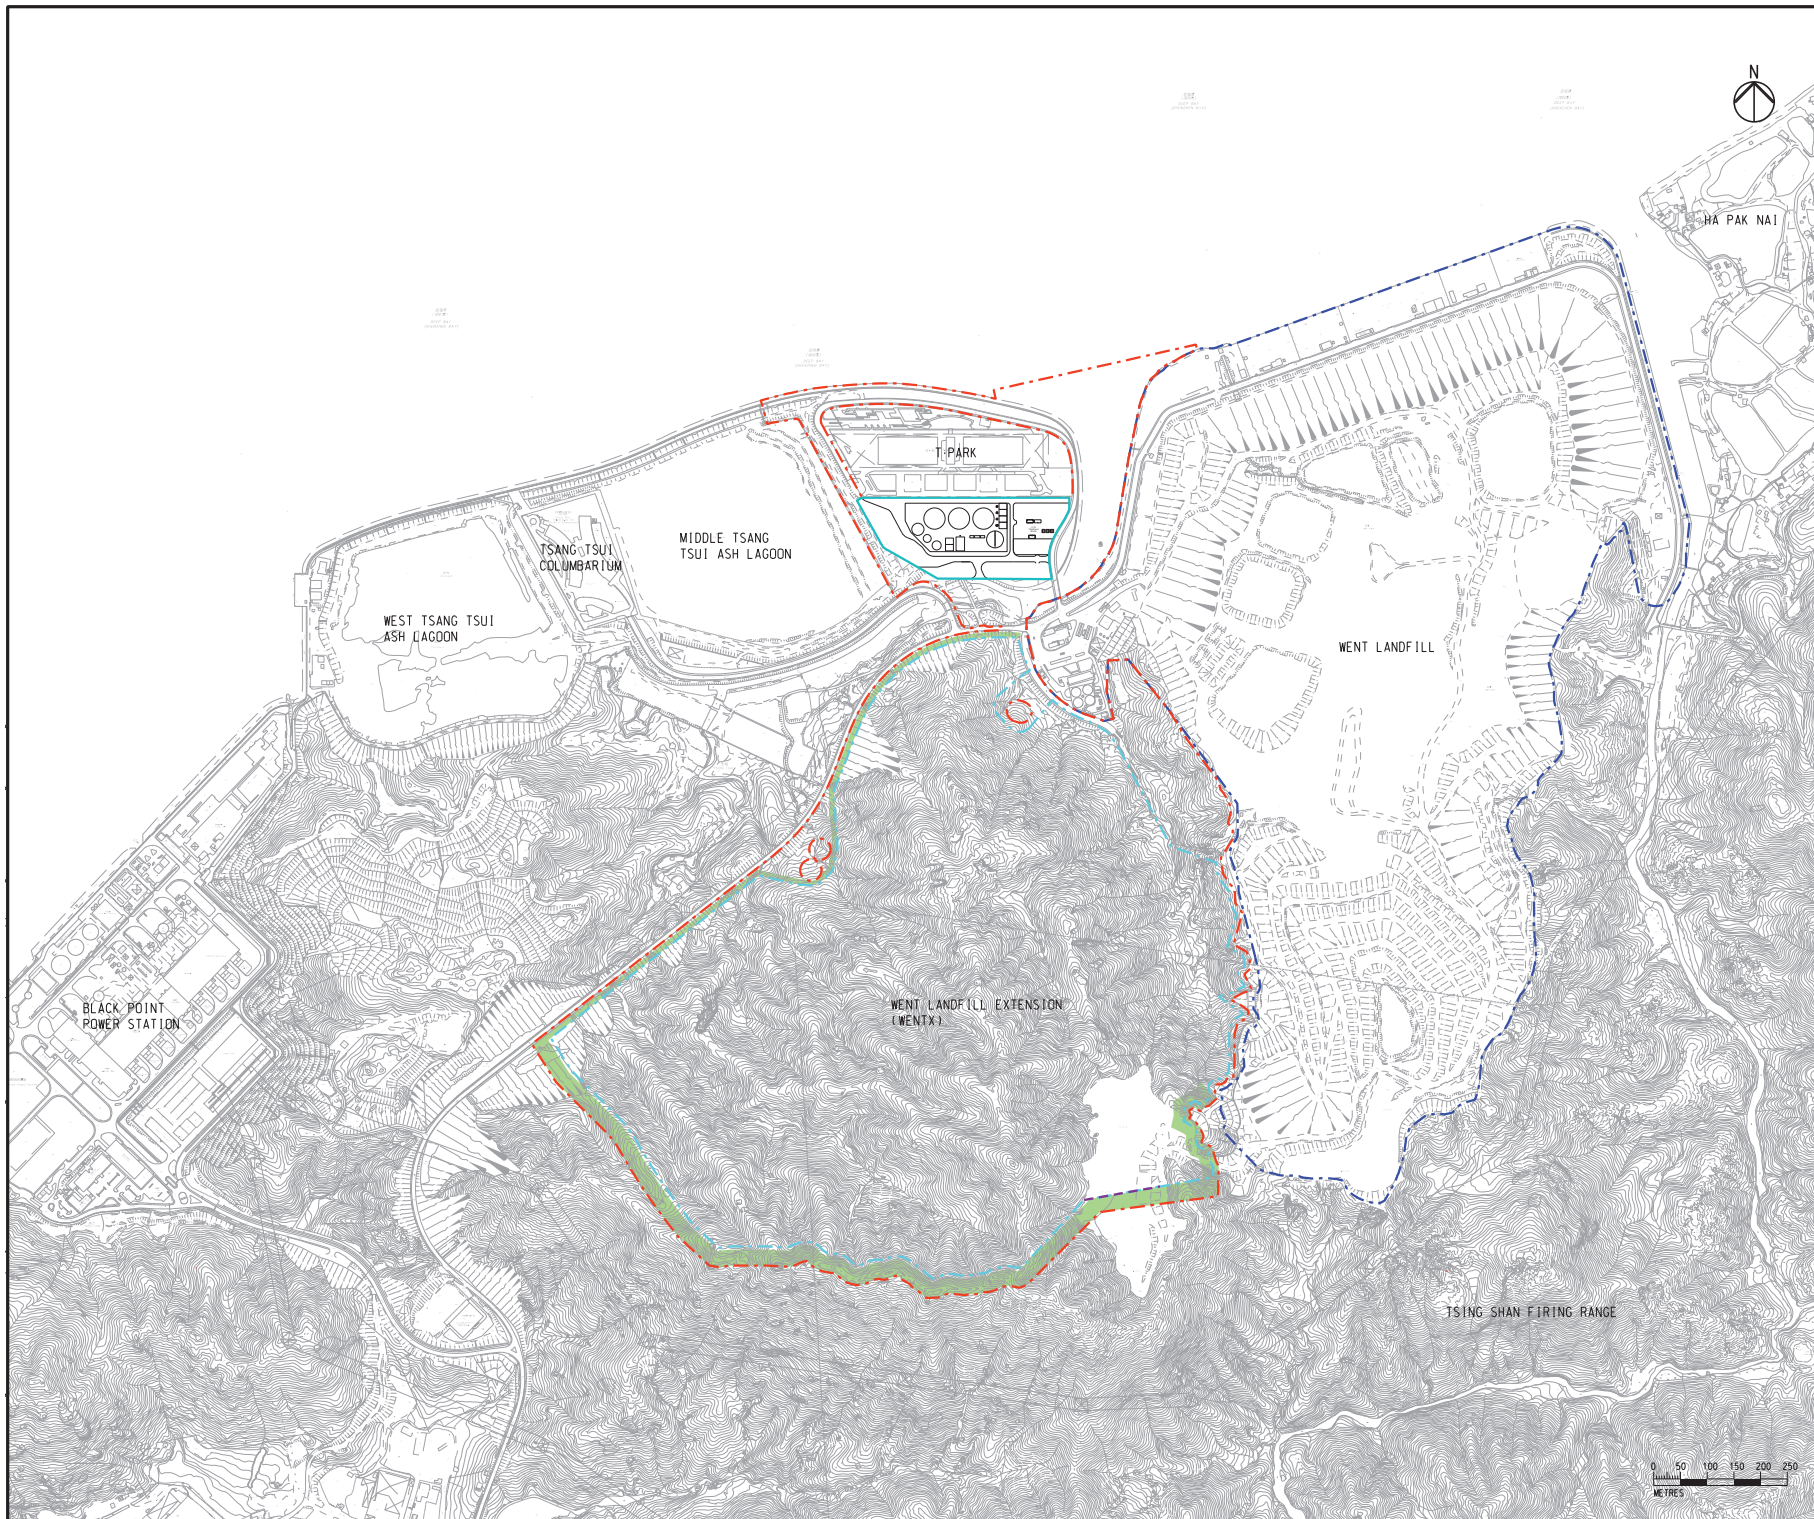 N
HA PAK NAI
T-PARK
MIDDLE TSANG
TSUI ASH LAGOON
TSANG TSUI
COLUMBARIUM
WEST TSANG TSUI
ASH LAGOON
WENT LANDFILL
BLACK POINT
POWER STATION
WENT LANDFILL EXTENSION
(WENTX)
TSING SHAN FIRING RANGE
0 50 100 150 200 250
METRES